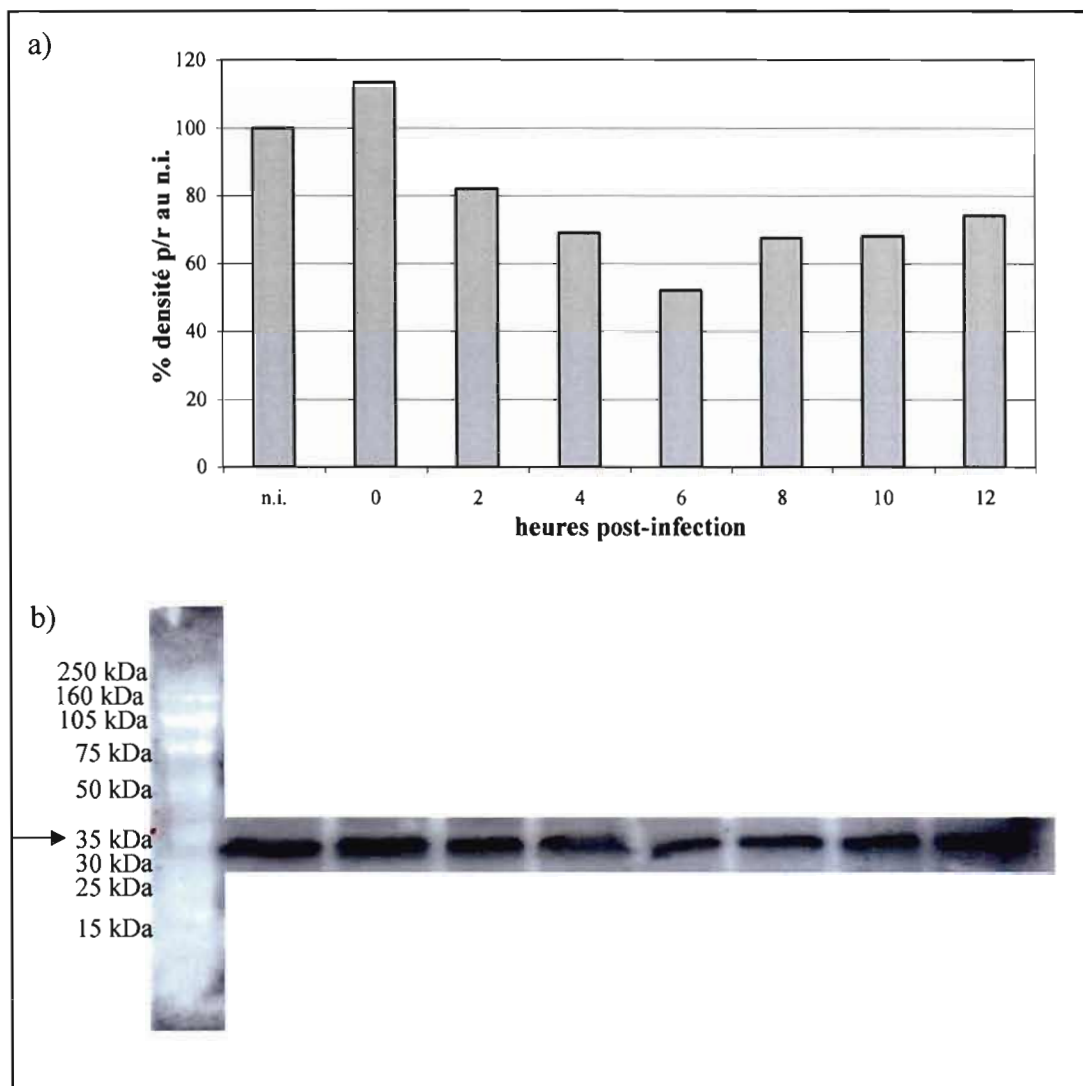 a)
120
100
80
60
40
20
0
% densité p/r au n.i.
n.i. 0 2 4 6 8 10 12
heures post-infection
b)
250 kDa
160 kDa
105 kDa
75 kDa
50 kDa
35 kDa
30 kDa
25 kDa
15 kDa